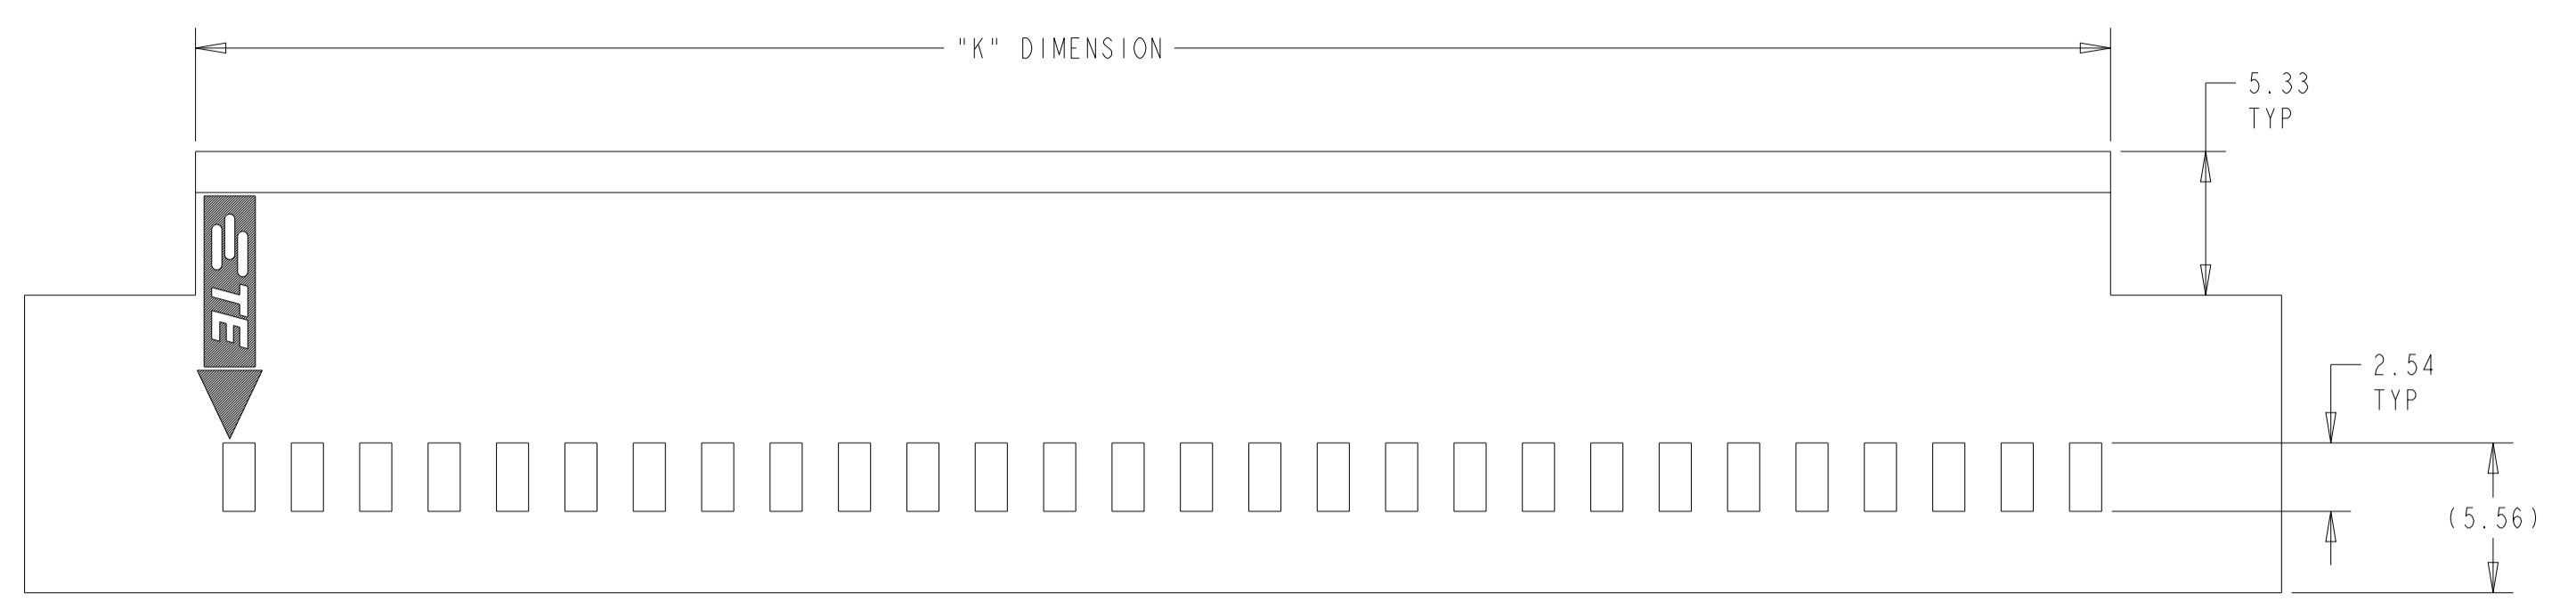 "K" DIMENSION
5.33
TYP
TE
2.54
TYP
(5.56)